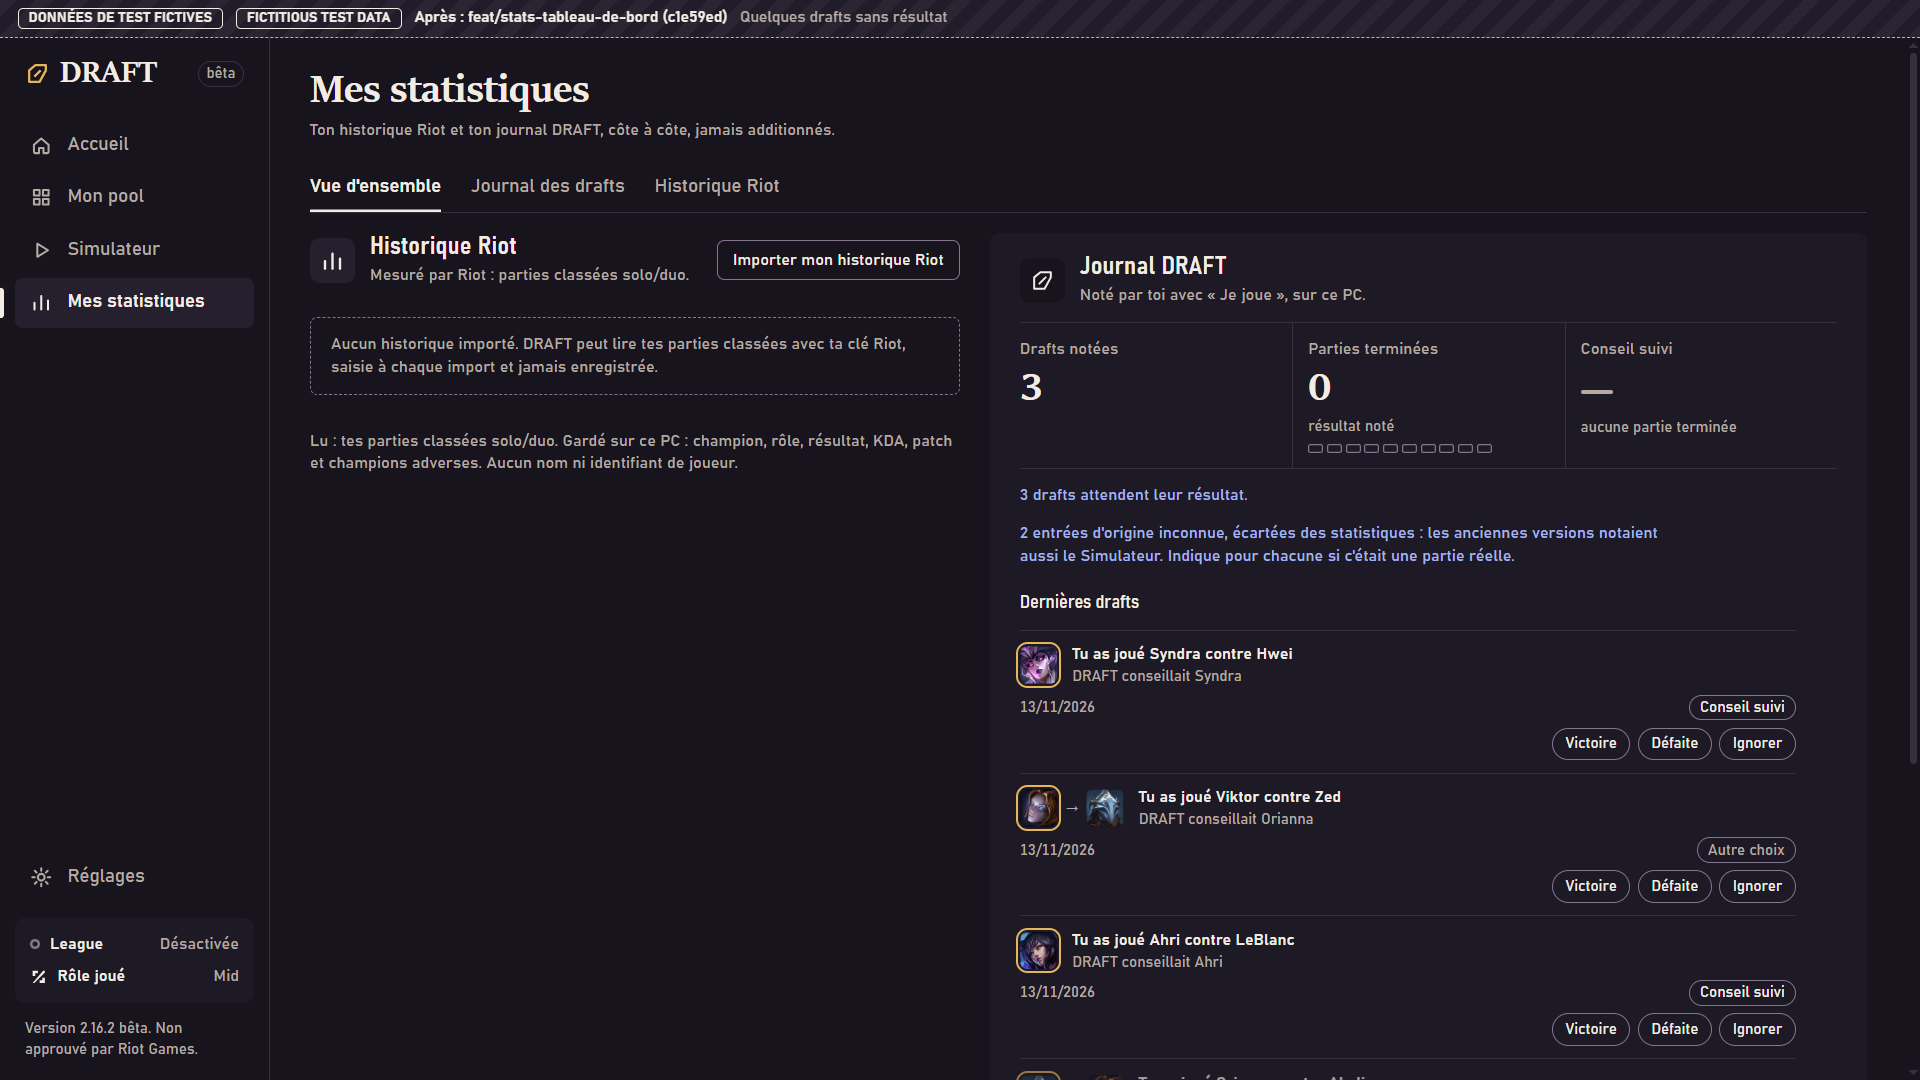 DONNÉES DE TEST FICTIVES
FICTITIOUS TEST DATA
Après : feat/stats-tableau-de-bord (c1e59ed)
Quelques drafts sans résultat
DRAFT
bêta
Accueil
Mon pool
Simulateur
Mes statistiques
Réglages
League
Désactivée
Rôle joué
Mid
Version 2.16.2 bêta. Non
approuvé par Riot Games.
Mes statistiques
Ton historique Riot et ton journal DRAFT, côte à côte, jamais additionnés.
Vue d'ensemble
Journal des drafts
Historique Riot
Historique Riot
Mesuré par Riot : parties classées solo/duo.
Importer mon historique Riot
Aucun historique importé. DRAFT peut lire tes parties classées avec ta clé Riot,
saisie à chaque import et jamais enregistrée.
Lu : tes parties classées solo/duo. Gardé sur ce PC : champion, rôle, résultat, KDA, patch
et champions adverses. Aucun nom ni identifiant de joueur.
Journal DRAFT
Noté par toi avec « Je joue », sur ce PC.
Drafts notées
3
Parties terminées
0
résultat noté
Conseil suivi
—
aucune partie terminée
3 drafts attendent leur résultat.
2 entrées d'origine inconnue, écartées des statistiques : les anciennes versions notaient
aussi le Simulateur. Indique pour chacune si c'était une partie réelle.
Dernières drafts
Tu as joué Syndra contre Hwei
DRAFT conseillait Syndra
13/11/2026
Conseil suivi
Victoire
Défaite
Ignorer
→
Tu as joué Viktor contre Zed
DRAFT conseillait Orianna
13/11/2026
Autre choix
Victoire
Défaite
Ignorer
Tu as joué Ahri contre LeBlanc
DRAFT conseillait Ahri
13/11/2026
Conseil suivi
Victoire
Défaite
Ignorer